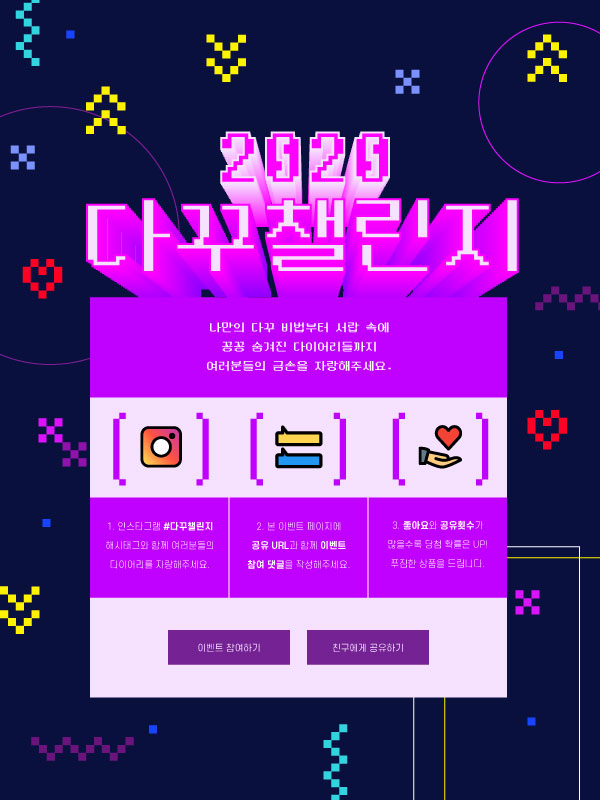 2020
다꾸챌린지
나만의 다꾸 비법부터 서랍 속에
꽁꽁 숨겨진 다이어리들까지
여러분들의 금손을 자랑해주세요.
1. 인스타그램 #다꾸챌린지
해시태그와 함께 여러분들의
다이어리를 자랑해주세요.
2. 본 이벤트 페이지에
공유 URL과 함께 이벤트
참여 댓글을 작성해주세요.
3. 좋아요와 공유횟수가
많을수록 당첨 확률은 UP!
푸짐한 상품을 드립니다.
이벤트 참여하기
친구에게 공유하기